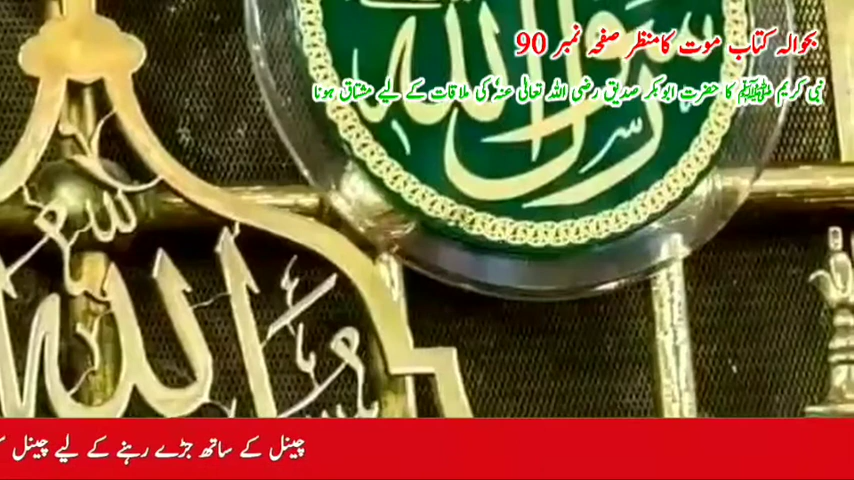 بحوالہ کتاب موت کا منظر صفحہ نمبر 90
نبی کریم ﷺ کا حضرت ابوبکر صدیق رضی اللہ تعالیٰ عنہٗ کی ملاقات کے لیے مشتاق ہونا
الله
رسول الله
الله
چینل کے ساتھ جڑے رہنے کے لیے چینل